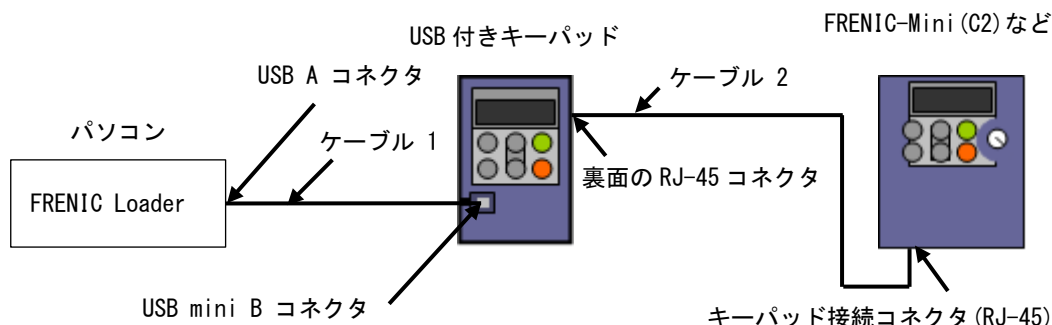 FRENIC-Mini(C2)など
USB 付きキーパッド
USB A コネクタ
ケーブル 2
パソコン
ケーブル 1
裏面の RJ-45 コネクタ
FRENIC Loader
USB mini B コネクタ
キーパッド接続コネクタ(RJ-45)